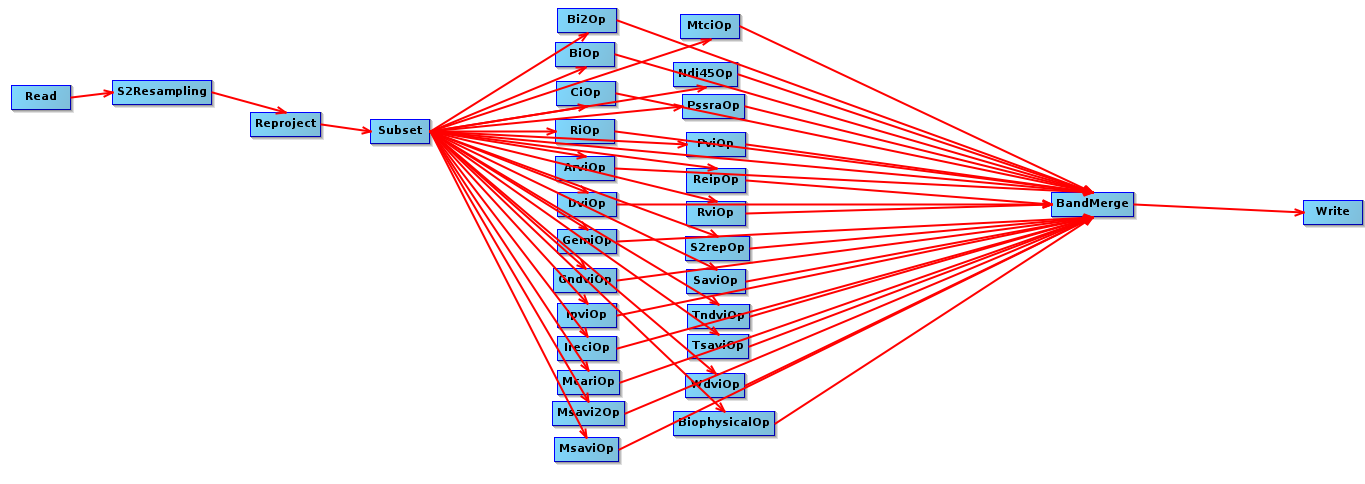 Read
S2Resampling
Reproject
Subset
Bi2Op
BiOp
CiOp
RiOp
ArviOp
DviOp
GemiOp
GndviOp
IpviOp
IreciOp
McariOp
Msavi2Op
MsaviOp
MtciOp
Ndi45Op
PssraOp
PviOp
ReipOp
RviOp
S2repOp
SaviOp
TndviOp
TsaviOp
WdviOp
BiophysicalOp
BandMerge
Write